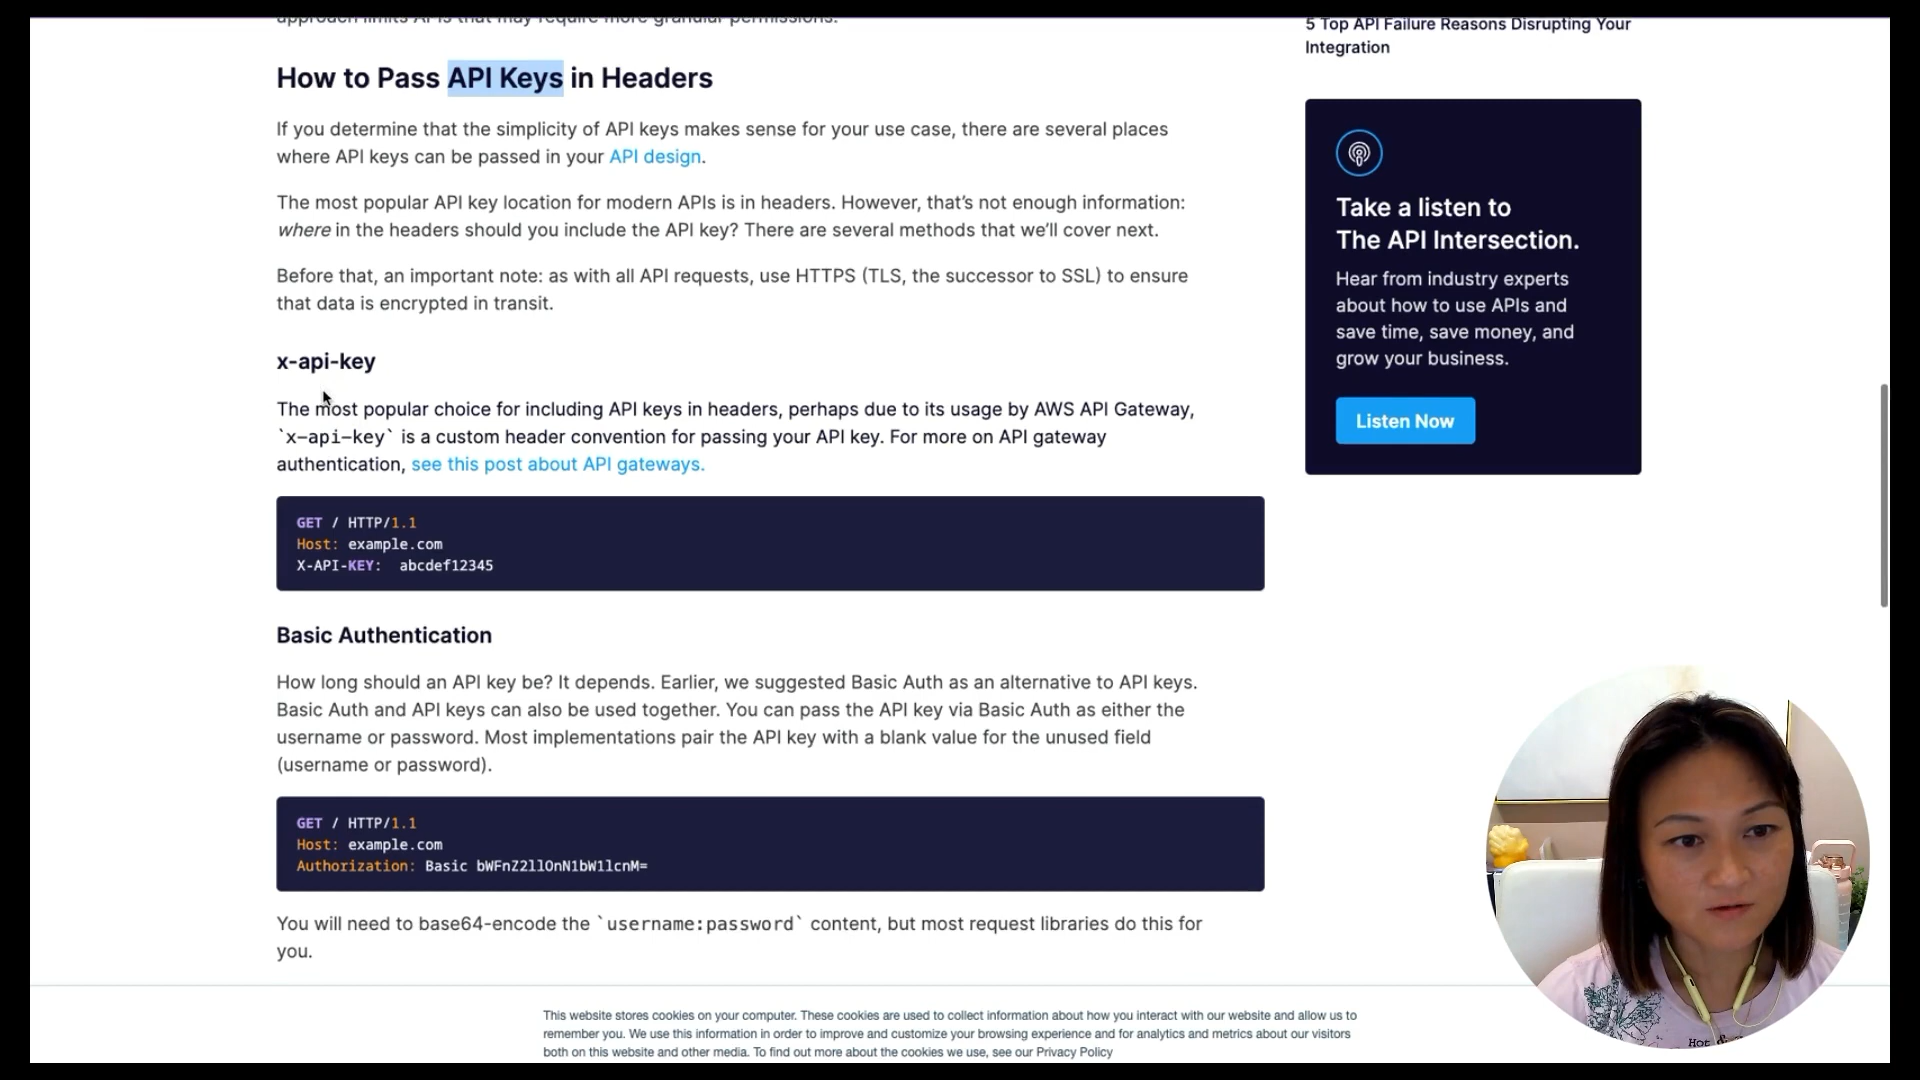 approach limits APIs that may require more granular permissions.
How to Pass API Keys in Headers
If you determine that the simplicity of API keys makes sense for your use case, there are several places
where API keys can be passed in your API design.
The most popular API key location for modern APIs is in headers. However, that’s not enough information:
where in the headers should you include the API key? There are several methods that we’ll cover next.
Before that, an important note: as with all API requests, use HTTPS (TLS, the successor to SSL) to ensure
that data is encrypted in transit.
x-api-key
The most popular choice for including API keys in headers, perhaps due to its usage by AWS API Gateway,
`x-api-key` is a custom header convention for passing your API key. For more on API gateway
authentication, see this post about API gateways.
GET / HTTP/1.1
Host: example.com
X-API-KEY: abcdef12345
Basic Authentication
How long should an API key be? It depends. Earlier, we suggested Basic Auth as an alternative to API keys.
Basic Auth and API keys can also be used together. You can pass the API key via Basic Auth as either the
username or password. Most implementations pair the API key with a blank value for the unused field
(username or password).
GET / HTTP/1.1
Host: example.com
Authorization: Basic bWFnZ2llOnN1bW1lcnM=
You will need to base64-encode the `username:password` content, but most request libraries do this for
you.
5 Top API Failure Reasons Disrupting Your
Integration
Take a listen to
The API Intersection.
Hear from industry experts
about how to use APIs and
save time, save money, and
grow your business.
Listen Now
This website stores cookies on your computer. These cookies are used to collect information about how you interact with our website and allow us to
remember you. We use this information in order to improve and customize your browsing experience and for analytics and metrics about our visitors
both on this website and other media. To find out more about the cookies we use, see our Privacy Policy